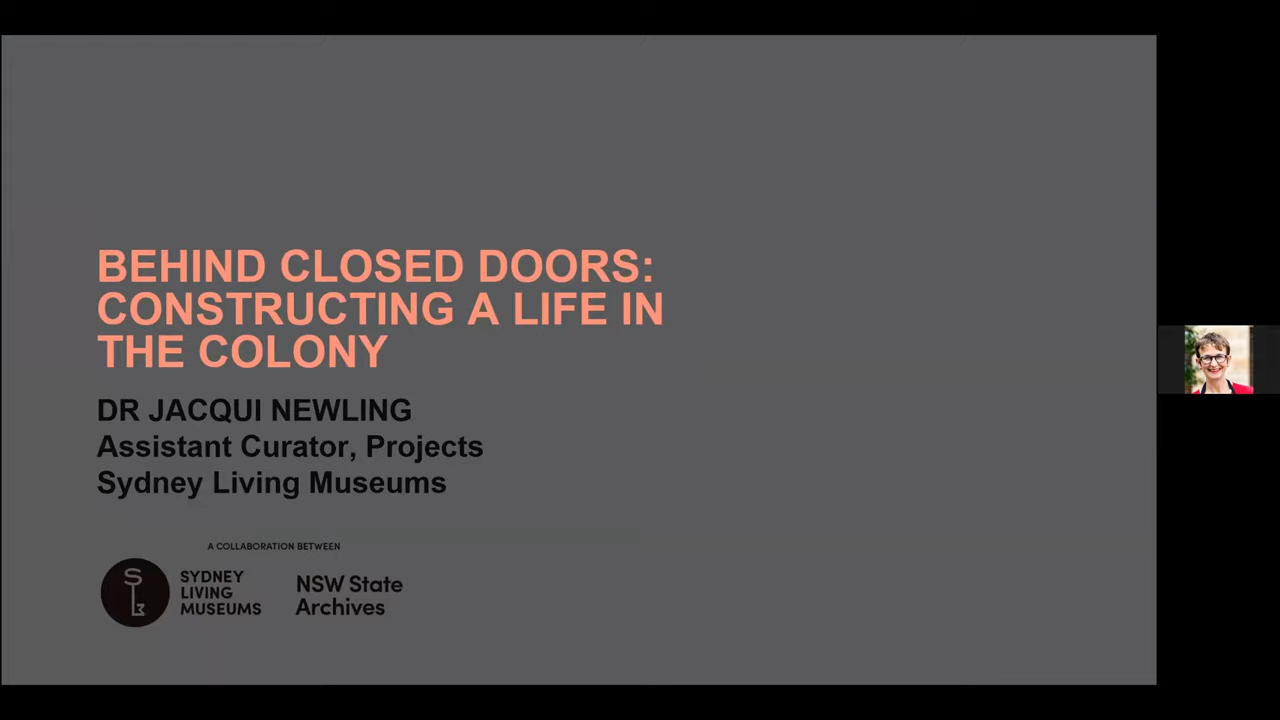 BEHIND CLOSED DOORS:
CONSTRUCTING A LIFE IN
THE COLONY
DR JACQUI NEWLING
Assistant Curator, Projects
Sydney Living Museums
A COLLABORATION BETWEEN
SLM
SYDNEY
LIVING
MUSEUMS
NSW State
Archives